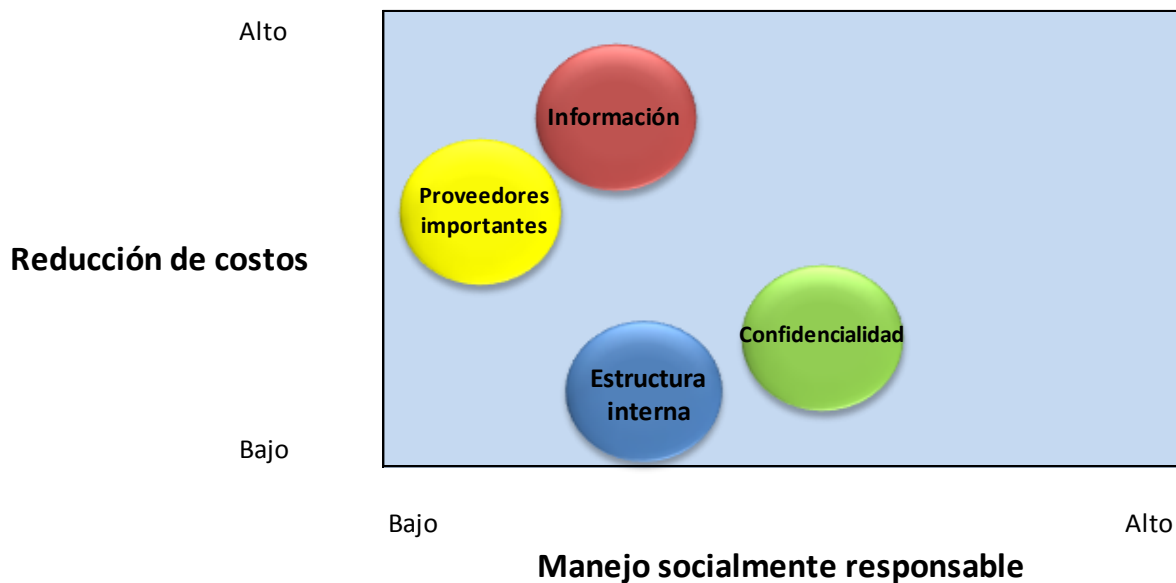 Alto
Información
Proveedores
importantes
Reducción de costos
Confidencialidad
Estructura
interna
Bajo
Bajo
Alto
Manejo socialmente responsable